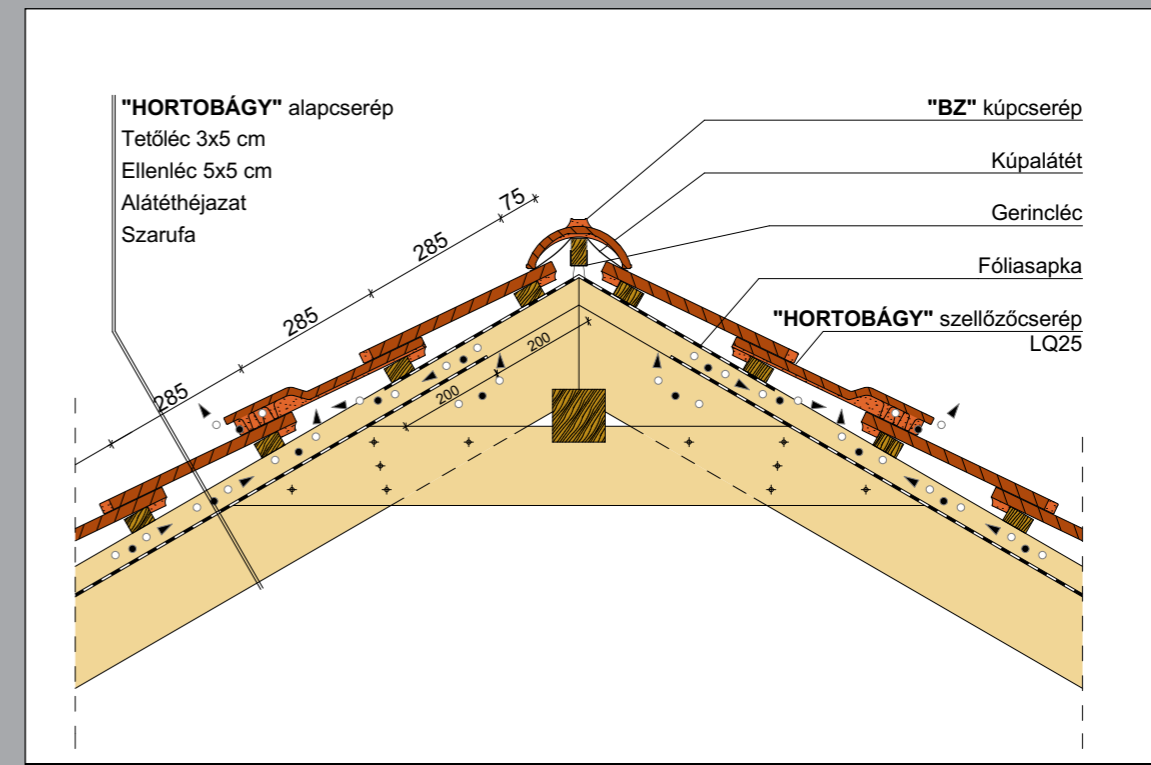 "HORTOBÁGY" alapcserép
Tetőléc 3x5 cm
Ellenléc 5x5 cm
Alátéthéjazat
Szarufa
"BZ" kúpcserép
Kúpalátét
Gerincléc
Fóliasapka
"HORTOBÁGY" szellőzőcserép
LQ25
75
285
285
285
200
200